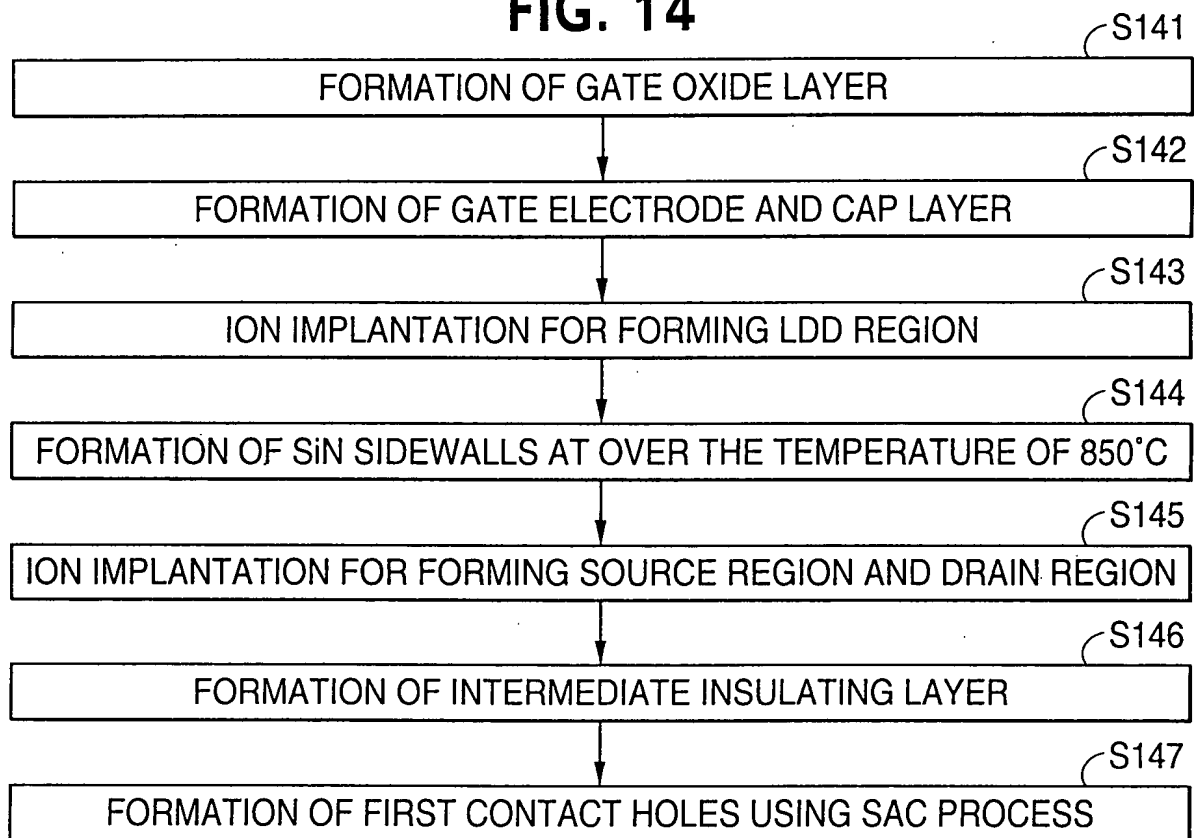 FIG. 14
S141
FORMATION OF GATE OXIDE LAYER
S142
FORMATION OF GATE ELECTRODE AND CAP LAYER
S143
ION IMPLANTATION FOR FORMING LDD REGION
S144
FORMATION OF SiN SIDEWALLS AT OVER THE TEMPERATURE OF 850°C
S145
ION IMPLANTATION FOR FORMING SOURCE REGION AND DRAIN REGION
S146
FORMATION OF INTERMEDIATE INSULATING LAYER
S147
FORMATION OF FIRST CONTACT HOLES USING SAC PROCESS